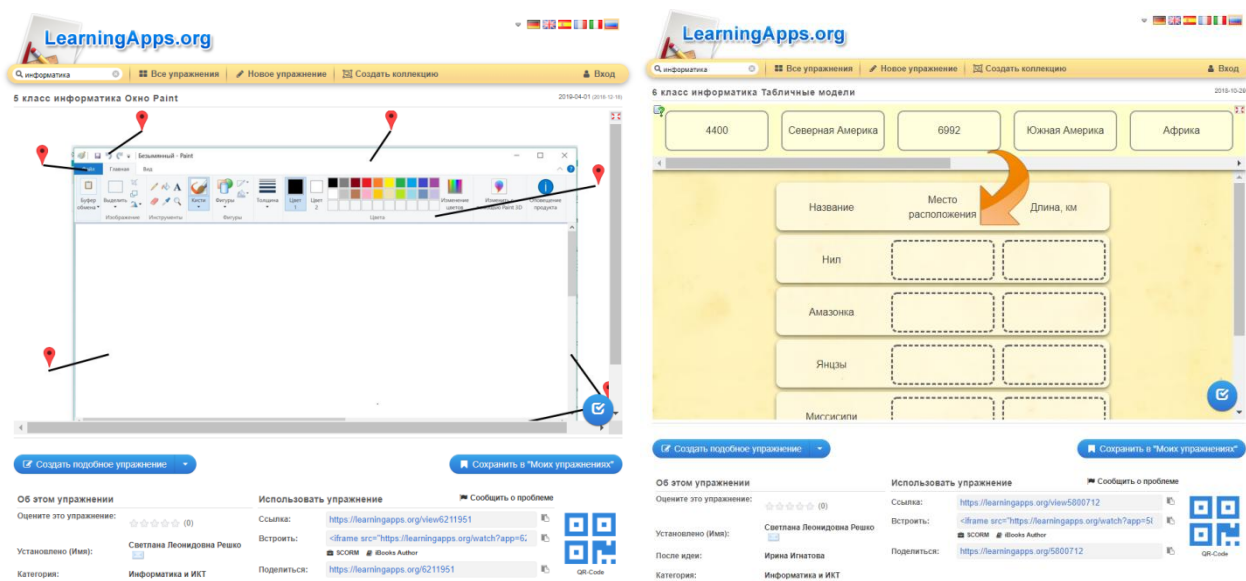 LearningApps.org
информатика
Все упражнения
Новое упражнение
Создать коллекцию
Вход
5 класс информатика Окно Paint
2019-04-01
Безымянный - Paint
Файл
Главная
Вид
Буфер обмена
Выделить
Изображение
Инструменты
Кисти
Фигуры
Фигуры
Толщина
Цвет 1
Цвет 2
Цвета
Изменение цветов
Оповещение продукта
Создать подобное упражнение
Сохранить в "Моих упражнениях"
Об этом упражнении
Оцените это упражнение:
(0)
Установлено (Имя):
Светлана Леонидовна Решко
Категория:
Информатика и ИКТ
Использовать упражнение
Сообщить о проблеме
Ссылка:
https://learningapps.org/view6211951
Встроить:
<iframe src="https://learningapps.org/watch?app=62
SCORM
iBooks Author
Поделиться:
https://learningapps.org/6211951
QR-Code
LearningApps.org
информатика
Все упражнения
Новое упражнение
Создать коллекцию
Вход
6 класс информатика Табличные модели
2018-10-29
4400
Северная Америка
6992
Южная Америка
Африка
Название
Место расположения
Длина, км
Нил
Амазонка
Янцзы
Миссисипи
Создать подобное упражнение
Сохранить в "Моих упражнениях"
Об этом упражнении
Оцените это упражнение:
(0)
Установлено (Имя):
Светлана Леонидовна Решко
После идеи:
Ирина Игнатова
Категория:
Информатика и ИКТ
Использовать упражнение
Сообщить о проблеме
Ссылка:
https://learningapps.org/view5800712
Встроить:
<iframe src="https://learningapps.org/watch?app=58
SCORM
iBooks Author
Поделиться:
https://learningapps.org/5800712
QR-Code